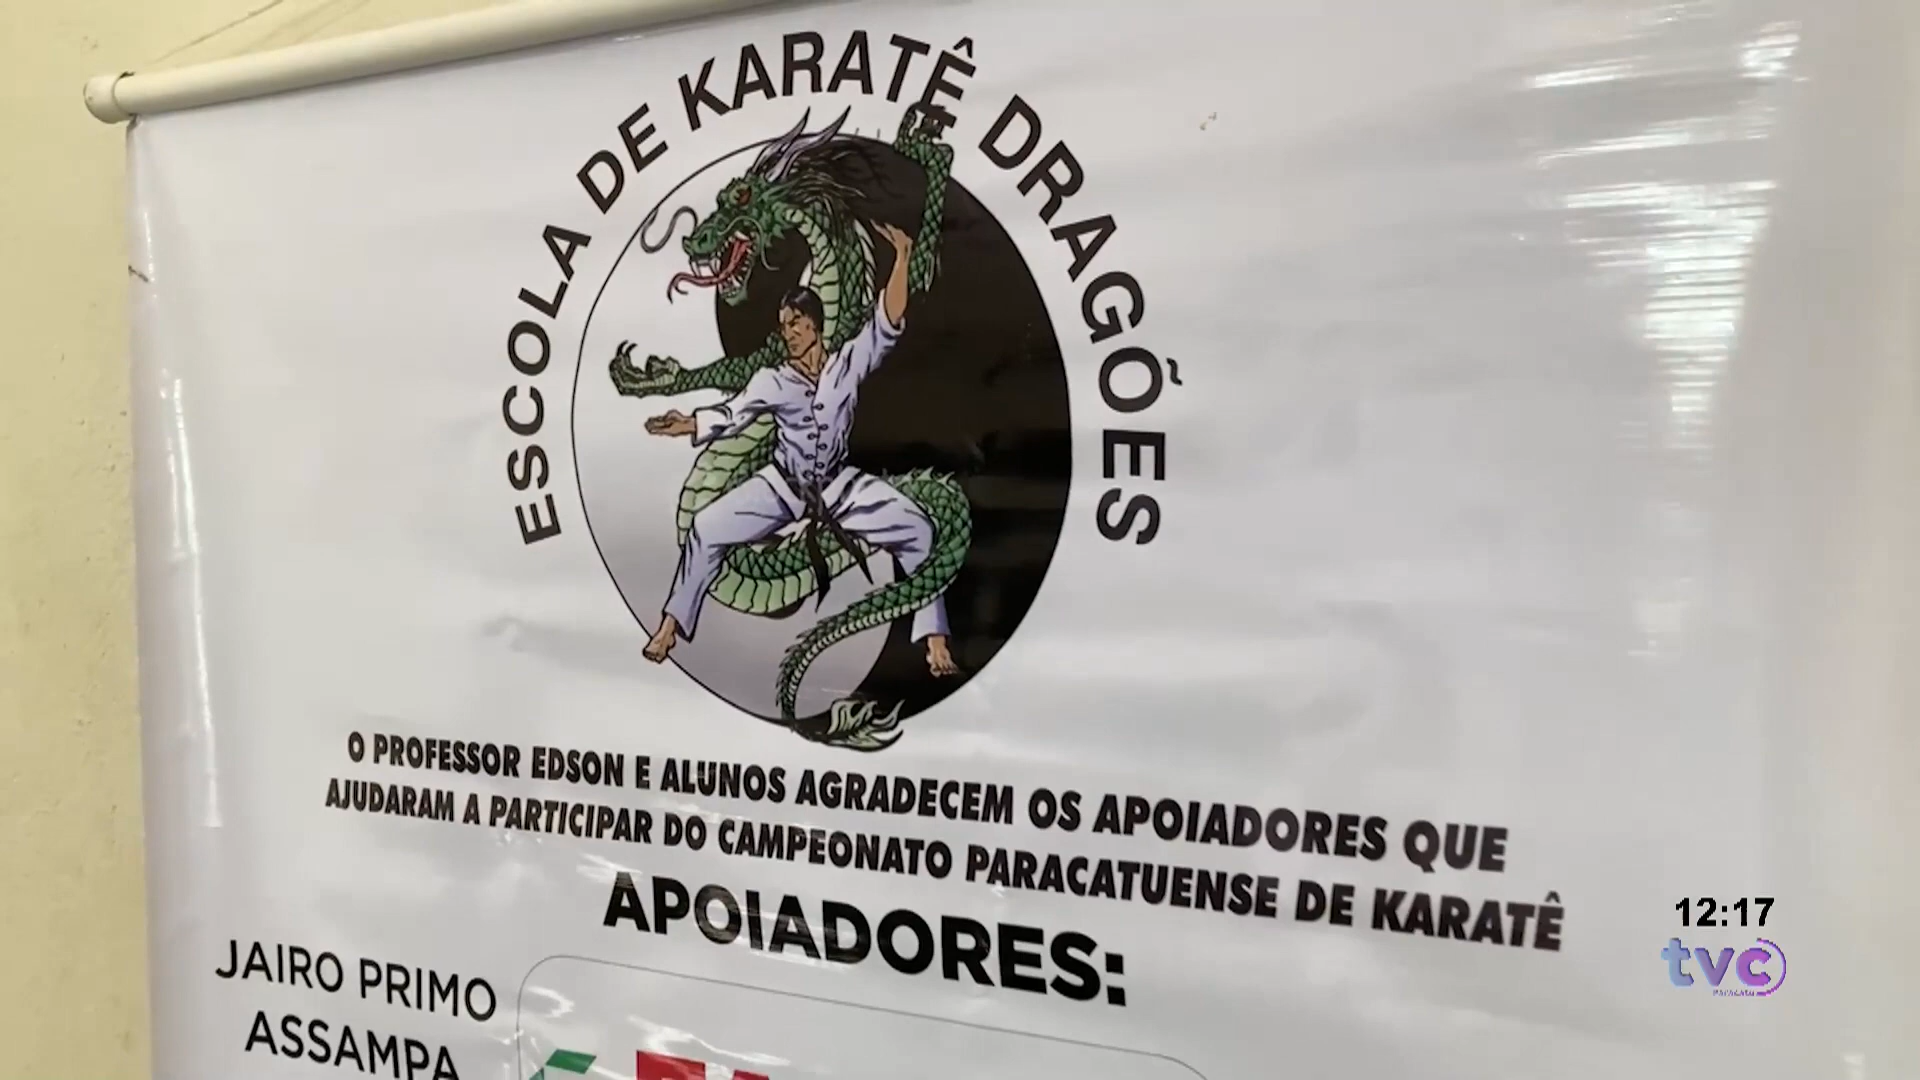 ESCOLA DE KARATÊ DRAGÕES
O PROFESSOR EDSON E ALUNOS AGRADECEM OS APOIADORES QUE
AJUDARAM A PARTICIPAR DO CAMPEONATO PARACATUENSE DE KARATÊ
APOIADORES:
JAIRO PRIMO
ASSAMPA
12:17
tvc
PARACATU